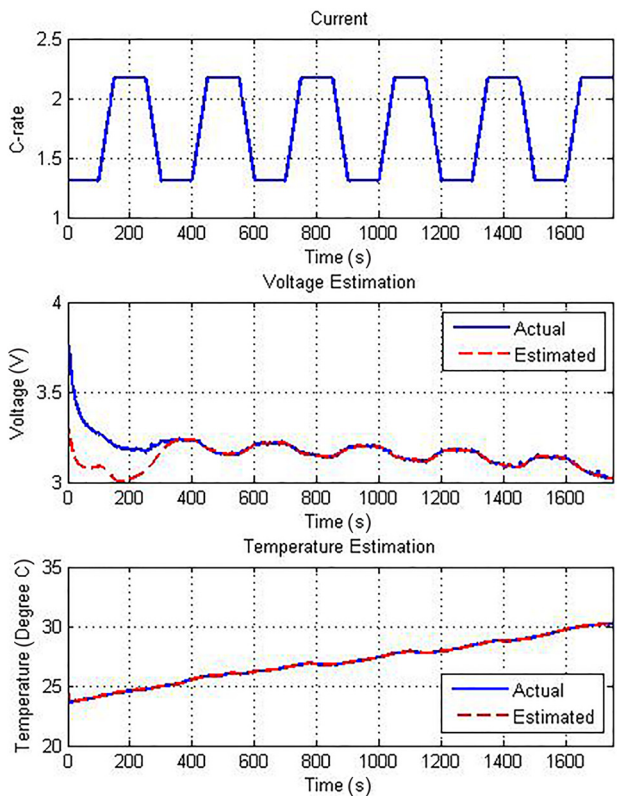 Current
2.5
2
1.5
1
C-rate
0 200 400 600 800 1000 1200 1400 1600
Time (s)
Voltage Estimation
4
3.5
3
Voltage (V)
Actual
Estimated
0 200 400 600 800 1000 1200 1400 1600
Time (s)
Temperature Estimation
35
30
25
20
Temperature (Degree C)
Actual
Estimated
0 200 400 600 800 1000 1200 1400 1600
Time (s)